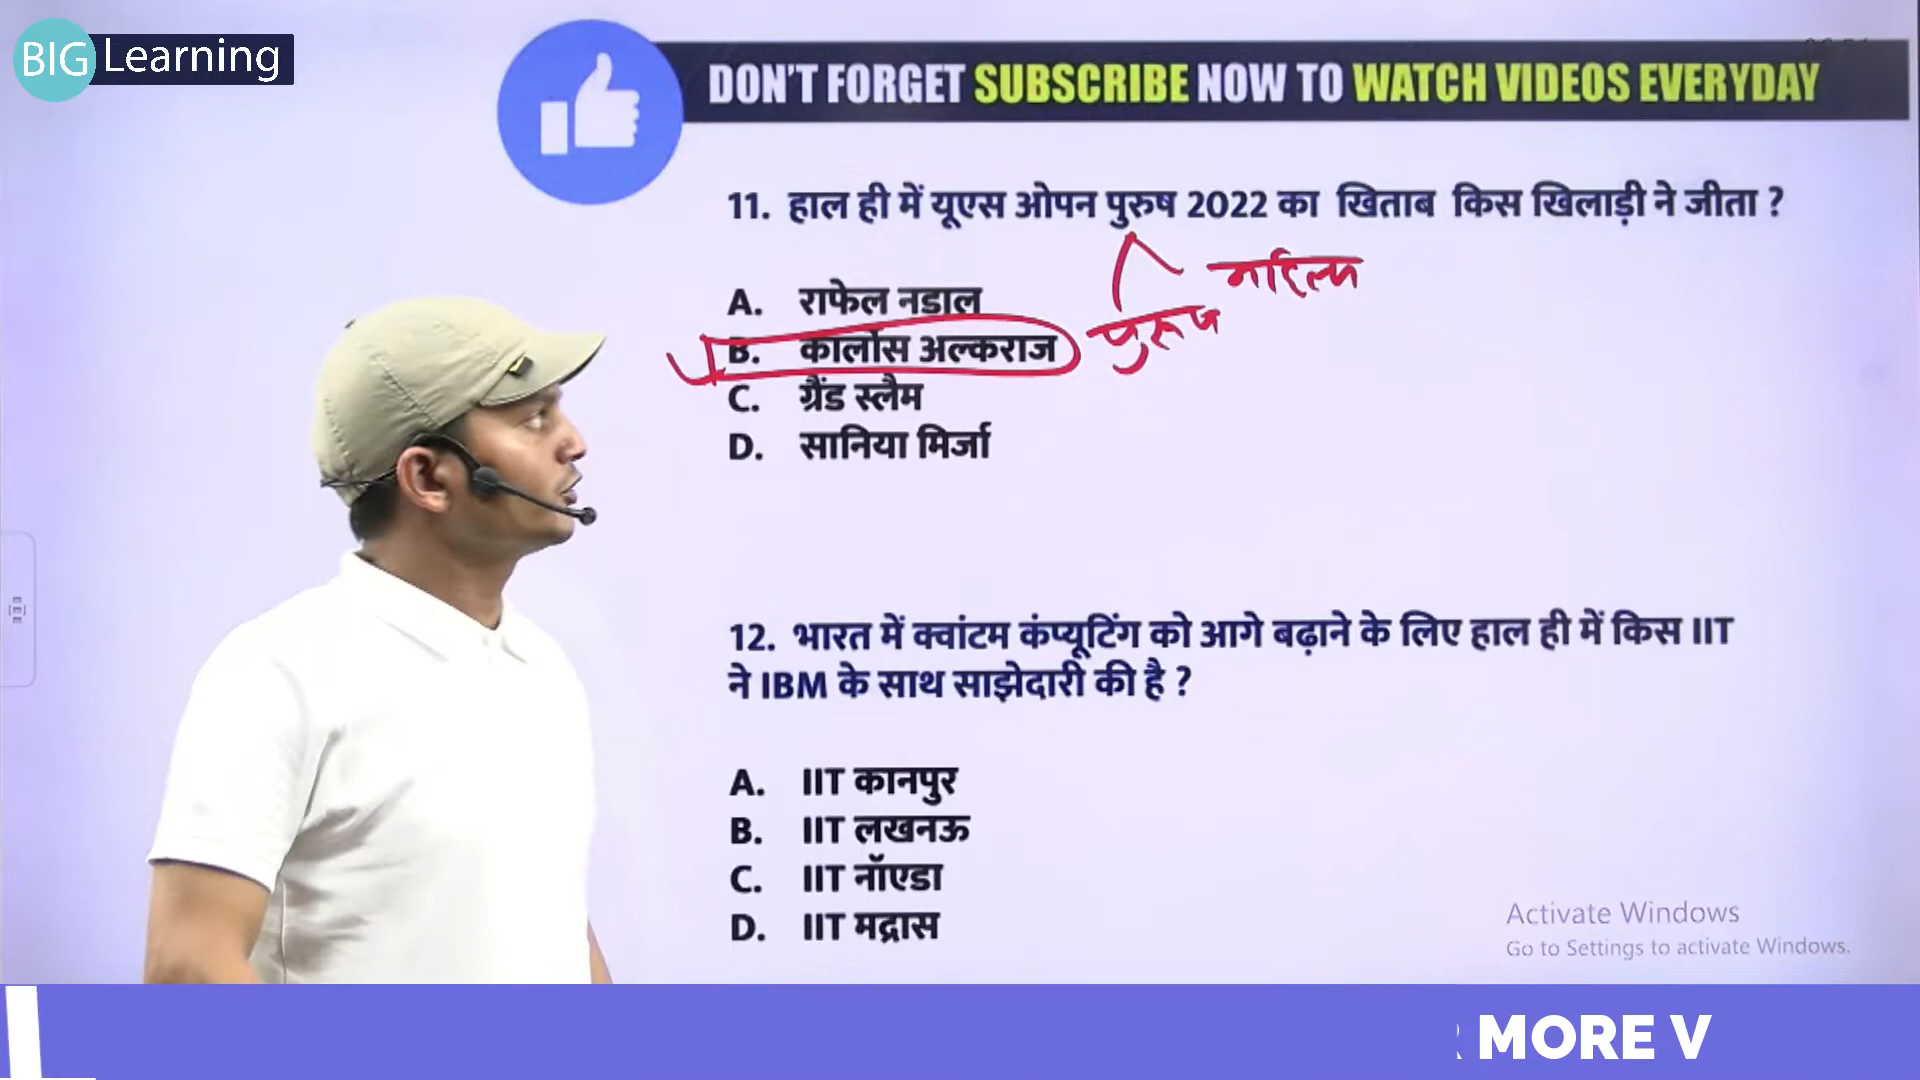 BIG Learning
DON'T FORGET SUBSCRIBE NOW TO WATCH VIDEOS EVERYDAY
11. हाल ही में यूएस ओपन पुरुष 2022 का खिताब किस खिलाड़ी ने जीता ?
A. राफेल नडाल
B. कार्लोस अल्कराज
C. ग्रैंड स्लैम
D. सानिया मिर्जा
पुरूष
12. भारत में क्वांटम कंप्यूटिंग को आगे बढ़ाने के लिए हाल ही में किस IIT
ने IBM के साथ साझेदारी की है ?
A. IIT कानपुर
B. IIT लखनऊ
C. IIT नॉएडा
D. IIT मद्रास
Activate Windows
Go to Settings to activate Windows.
MORE V